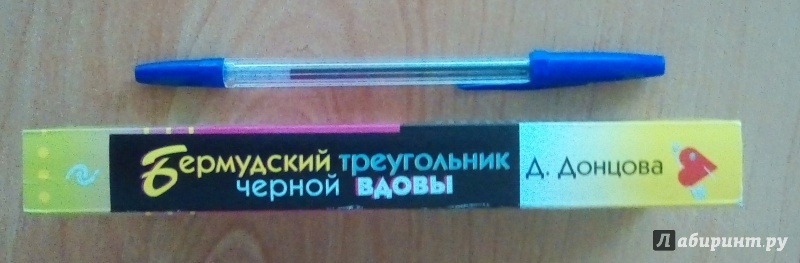 Бермудский треугольник
черной вдовы
Д. Донцова
Лабиринт.ру